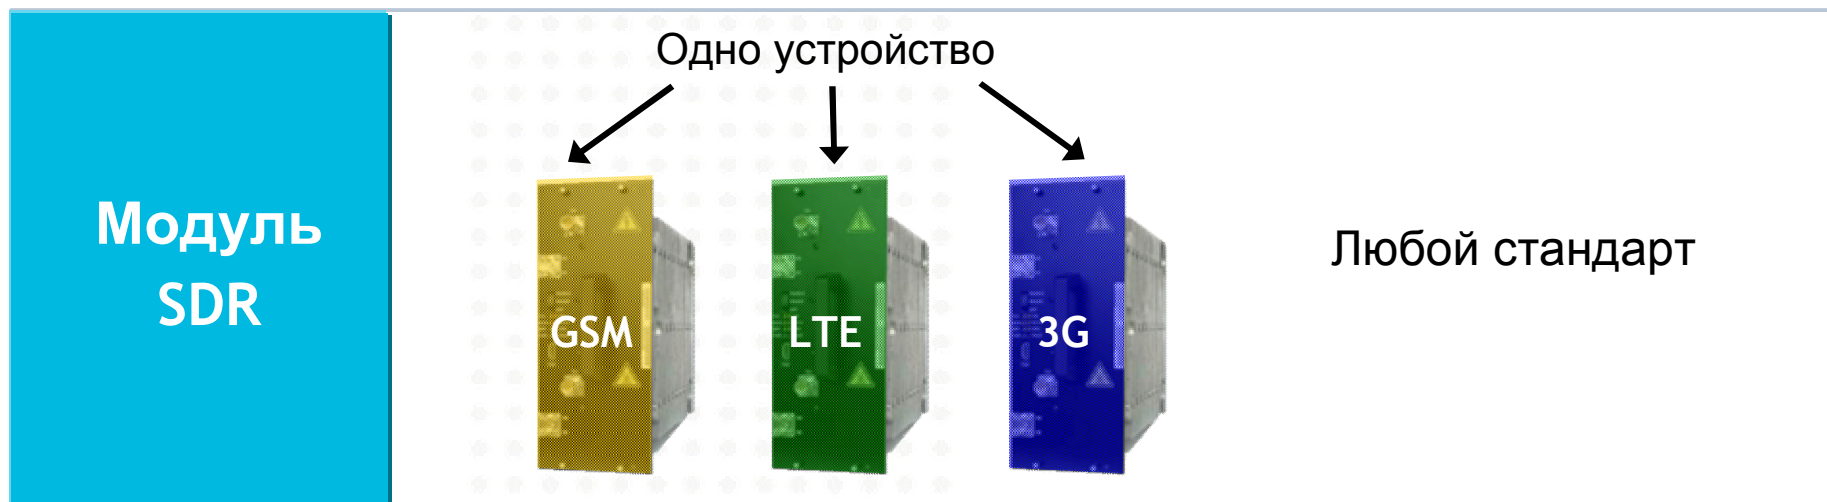 Одно устройство
Модуль
SDR
GSM
LTE
3G
Любой стандарт